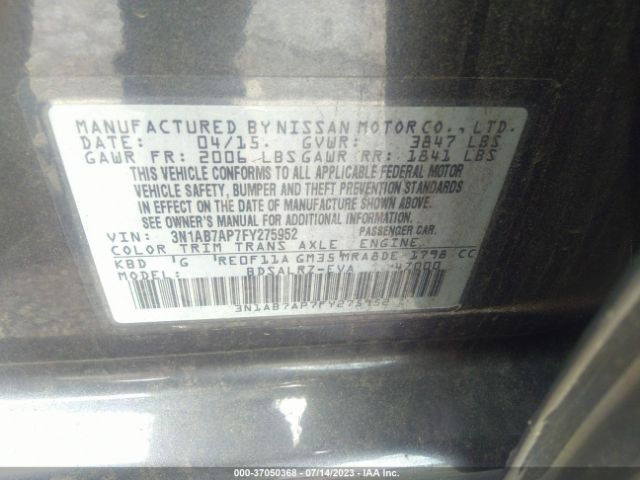 MANUFACTURED BY NISSAN MOTOR CO., LTD.
DATE: 04/15. GVWR: 3847 LBS
GAWR FR: 2006 LBS GAWR RR: 1841 LBS
THIS VEHICLE CONFORMS TO ALL APPLICABLE FEDERAL MOTOR
VEHICLE SAFETY, BUMPER AND THEFT PREVENTION STANDARDS
IN EFFECT ON THE DATE OF MANUFACTURE SHOWN ABOVE.
SEE OWNER'S MANUAL FOR ADDITIONAL INFORMATION.
VIN: 3N1AB7AP7FY275952 PASSENGER CAR.
COLOR TRIM TRANS AXLE ENGINE
KBD G RE0F11A GM35 MRA8DE 1798 CC
MODEL: BDSALRZ-EVA 47000
3N1AB7AP7FY275952
000-37050368 - 07/14/2023 - IAA Inc.